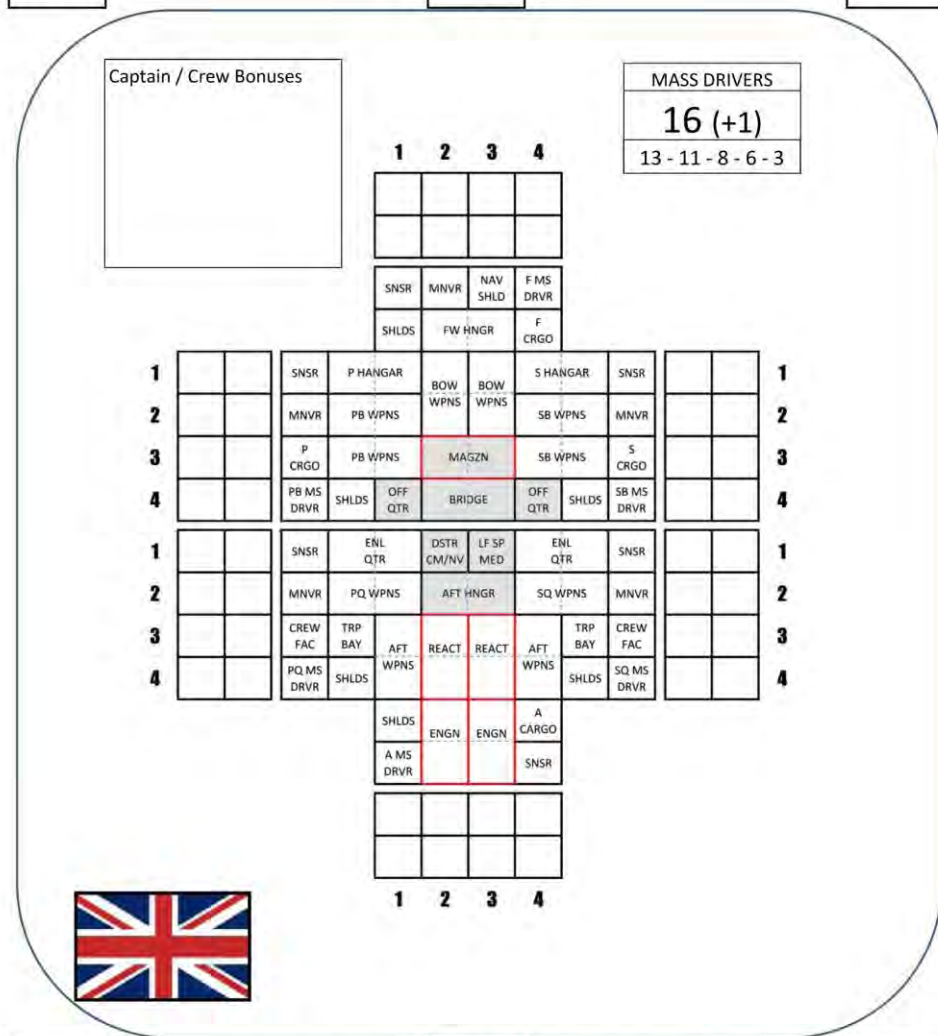 Captain / Crew Bonuses
MASS DRIVERS
16 (+1)
13 - 11 - 8 - 6 - 3
1 2 3 4
SNSR MNVR NAV SHLD F MS DRVR
SHLDS FW HNGR F CRGO
1 SNSR P HANGAR BOW WPNS BOW WPNS S HANGAR SNSR 1
2 MNVR PB WPNS SB WPNS MNVR 2
3 P CRGO PB WPNS MAGZN SB WPNS S CRGO 3
4 PB MS DRVR SHLDS OFF QTR BRIDGE OFF QTR SHLDS SB MS DRVR 4
1 SNSR ENL QTR DSTR CM/NV LF SP MED ENL QTR SNSR 1
2 MNVR PQ WPNS AFT HNGR SQ WPNS MNVR 2
3 CREW FAC TRP BAY AFT WPNS REACT REACT AFT WPNS TRP BAY CREW FAC 3
4 PQ MS DRVR SHLDS SHLDS SQ MS DRVR 4
SHLDS ENGN ENGN A CARGO
A MS DRVR SNSR
1 2 3 4